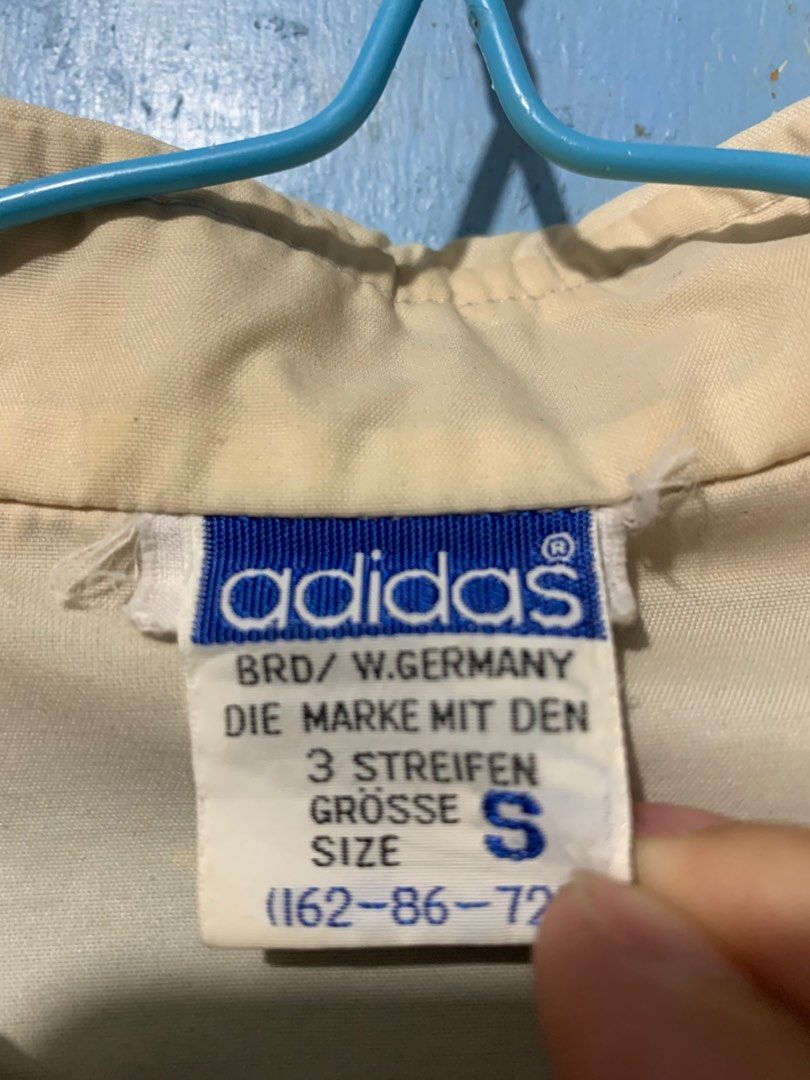 adidas®
BRD/ W.GERMANY
DIE MARKE MIT DEN
3 STREIFEN
GRÖSSE S
SIZE
(162-86-72